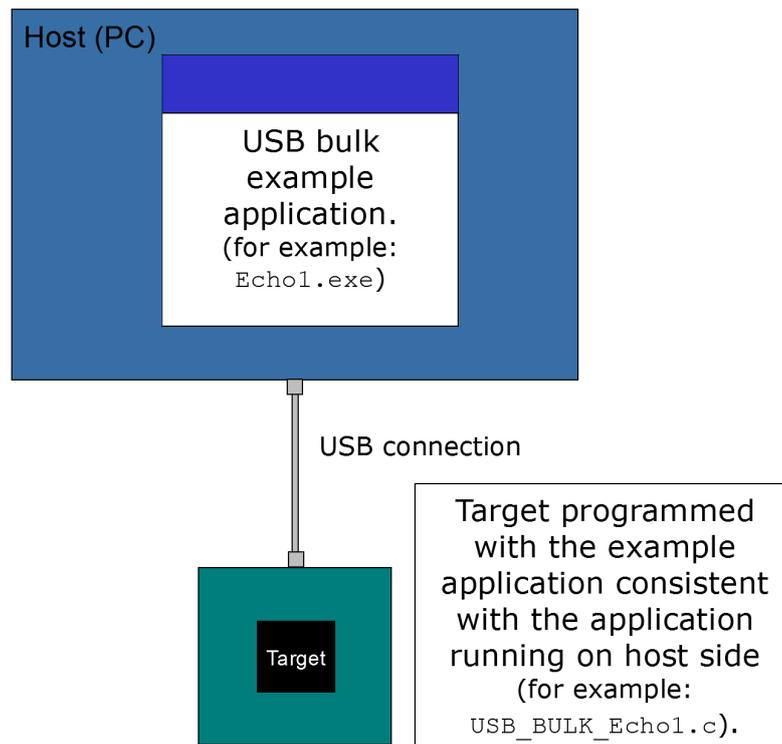 Host (PC)
USB bulk
example
application.
(for example:
Echo1.exe)
USB connection
Target programmed
with the example
application consistent
with the application
running on host side
(for example:
USB_BULK_Echo1.c).
Target